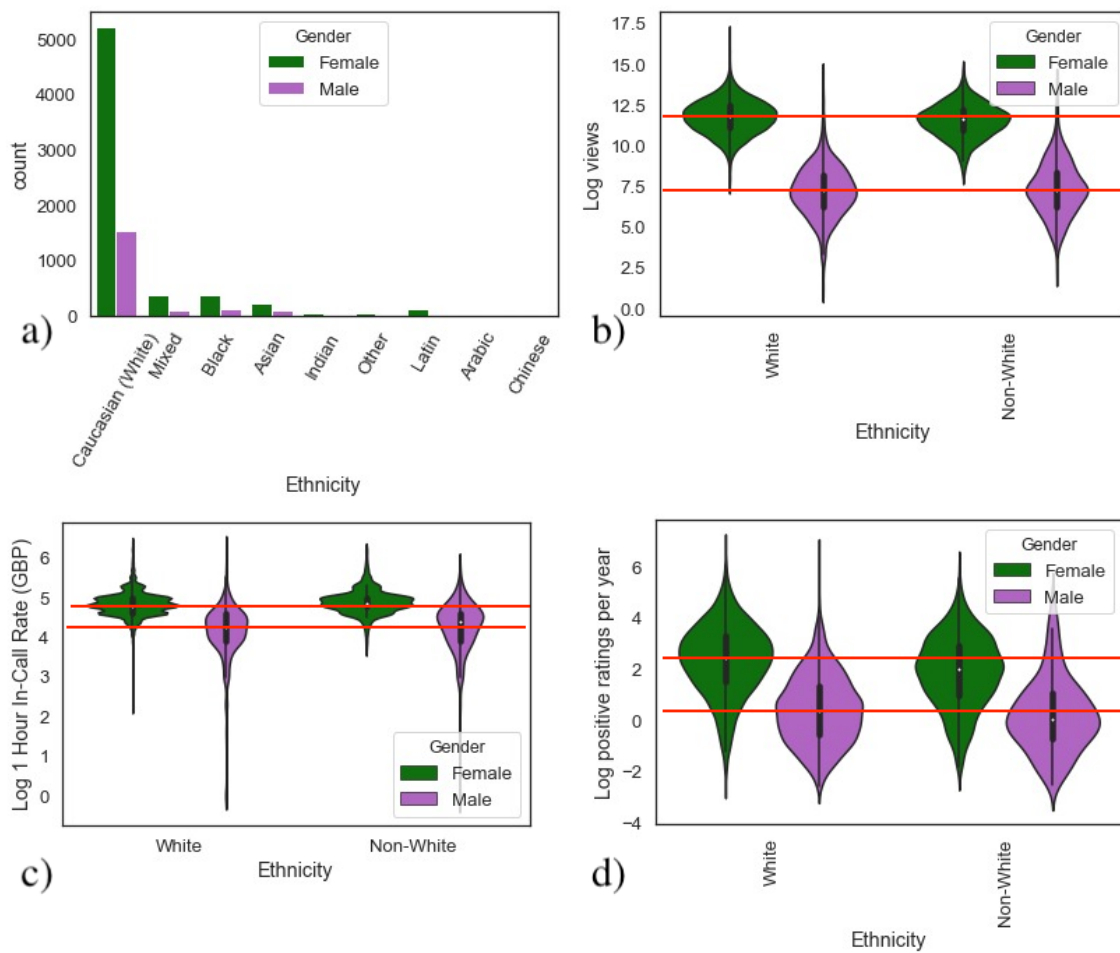 Gender
Female
Male
5000
4000
3000
2000
1000
0
count
Caucasian (White)
Mixed
Black
Asian
Indian
Other
Latin
Arabic
Chinese
Ethnicity
a)
Gender
Female
Male
17.5
15.0
12.5
10.0
7.5
5.0
2.5
0.0
Log views
White
Non-White
Ethnicity
b)
6
5
4
3
2
1
0
Log 1 Hour In-Call Rate (GBP)
Gender
Female
Male
White
Non-White
Ethnicity
c)
Gender
Female
Male
6
4
2
0
−2
−4
Log positive ratings per year
White
Non-White
Ethnicity
d)